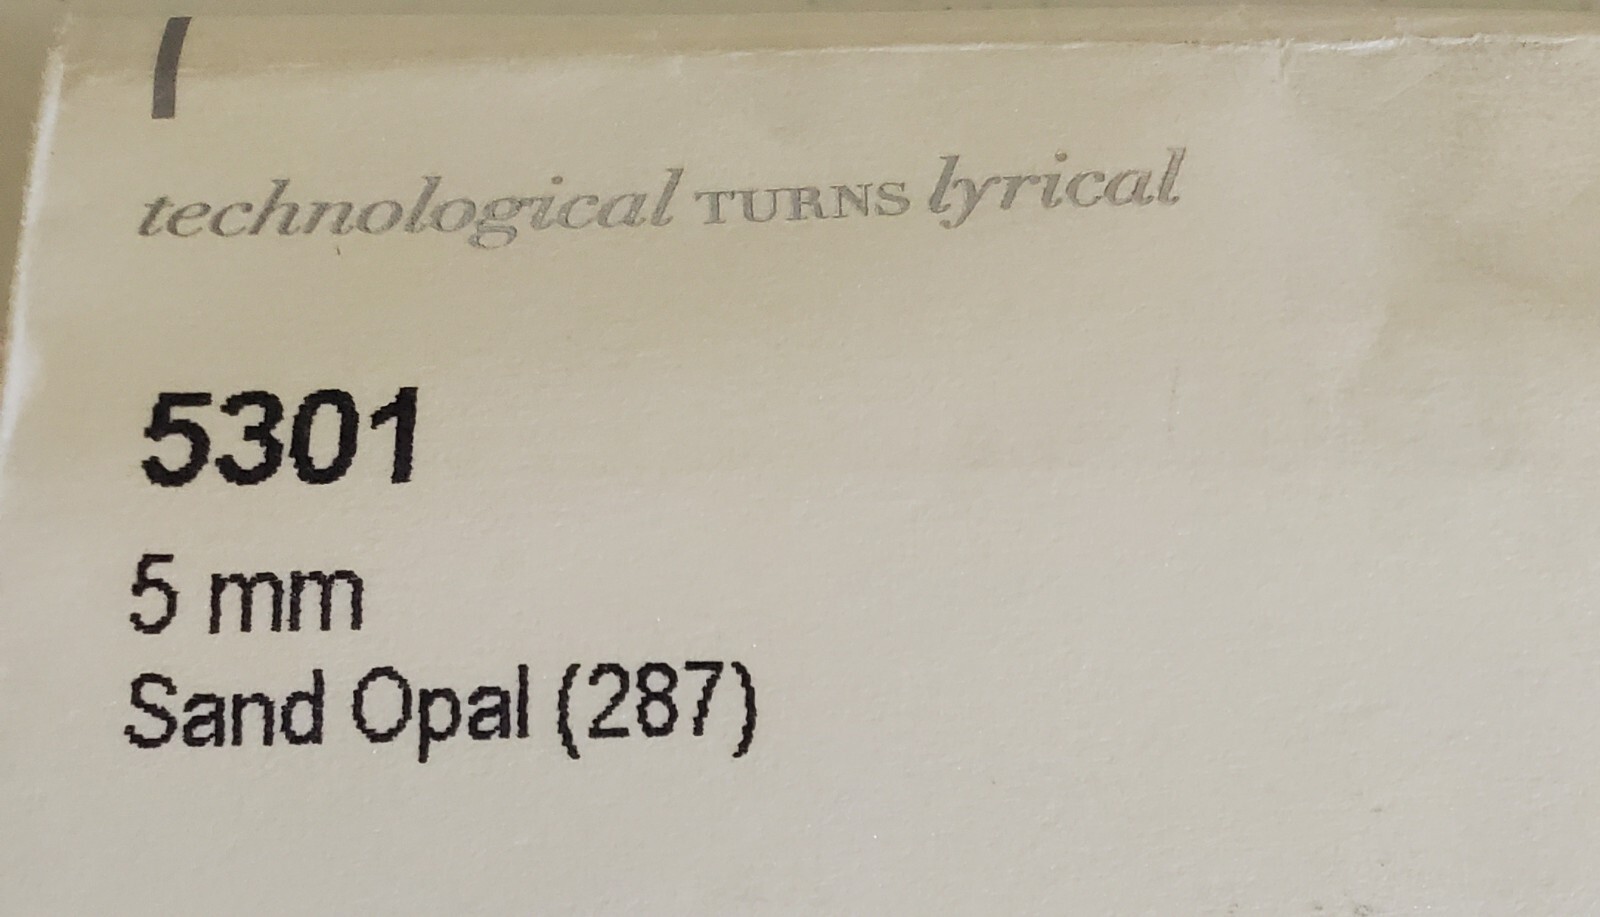 technological TURNS lyrical
5301
5 mm
Sand Opal (287)